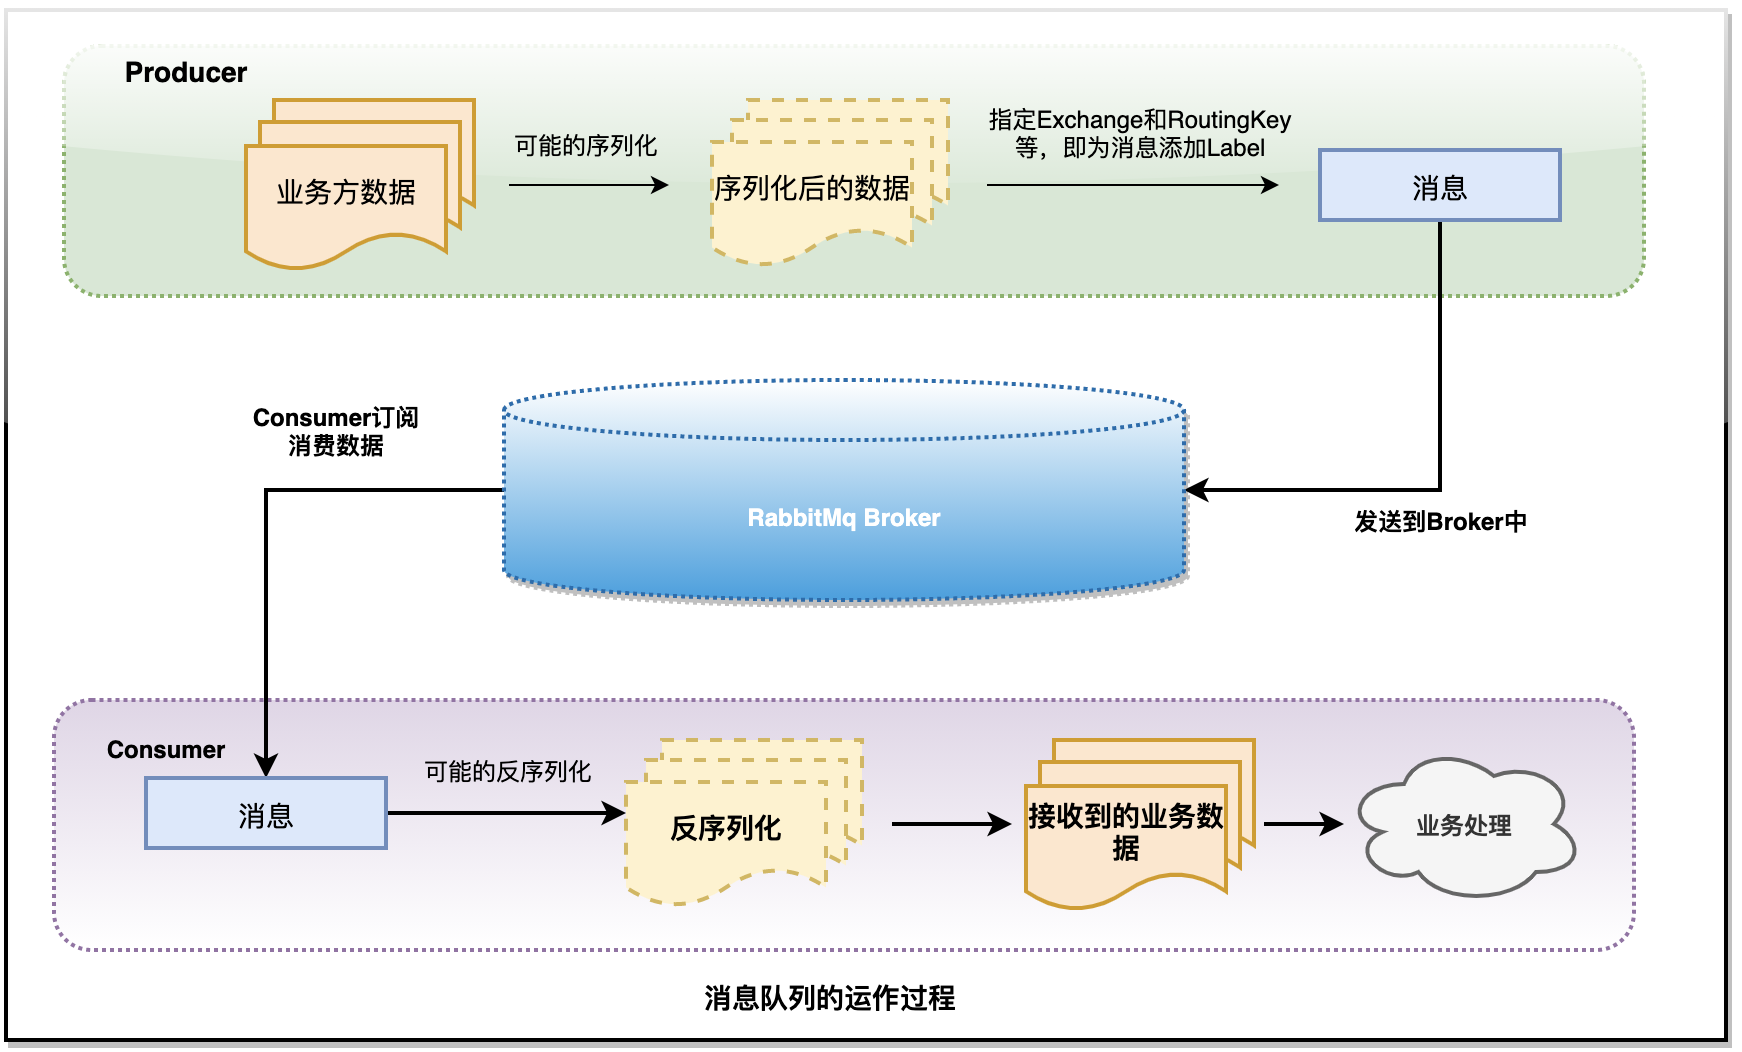 Producer
业务方数据
可能的序列化
序列化后的数据
指定Exchange和RoutingKey
等，即为消息添加Label
消息
Consumer订阅
消费数据
RabbitMq Broker
发送到Broker中
Consumer
消息
可能的反序列化
反序列化
接收到的业务数
据
业务处理
消息队列的运作过程